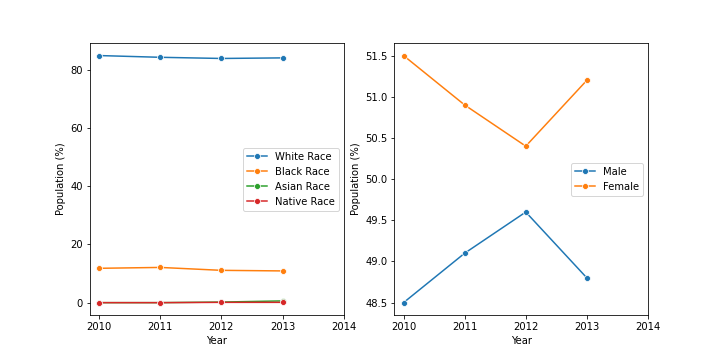 80
60
40
20
0
Population (%)
2010 2011 2012 2013 2014
Year
White Race
Black Race
Asian Race
Native Race
51.5
51.0
50.5
50.0
49.5
49.0
48.5
Population (%)
2010 2011 2012 2013 2014
Year
Male
Female